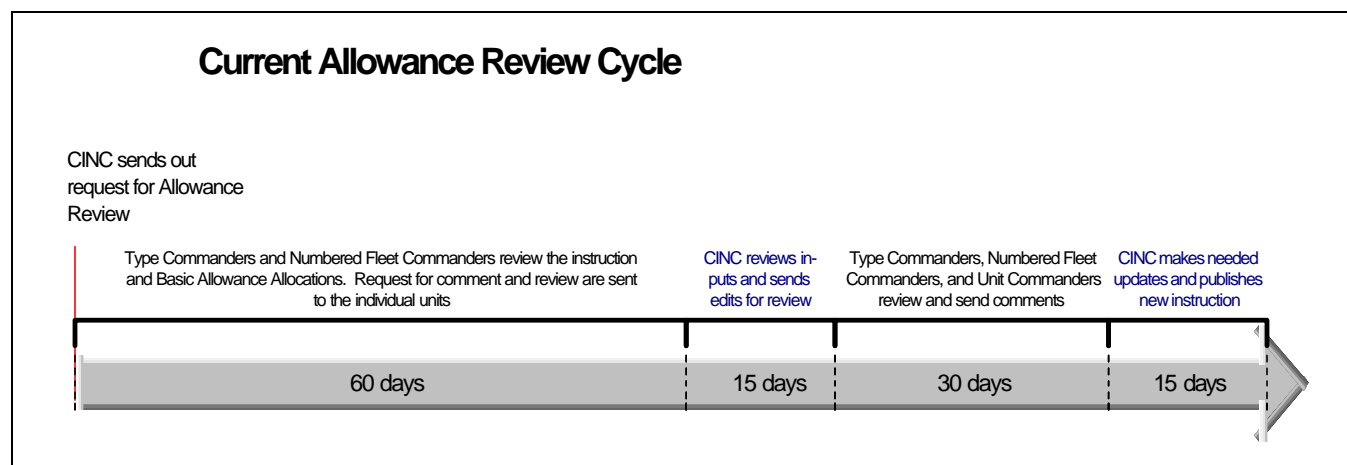 Current Allowance Review Cycle
CINC sends out
request for Allowance
Review
Type Commanders and Numbered Fleet Commanders review the instruction
and Basic Allowance Allocations.  Request for comment and review are sent
to the individual units
CINC reviews in-
puts and sends
edits for review
Type Commanders, Numbered Fleet
Commanders, and Unit Commanders
review and send comments
CINC makes needed
updates and publishes
new instruction
60 days
15 days
30 days
15 days